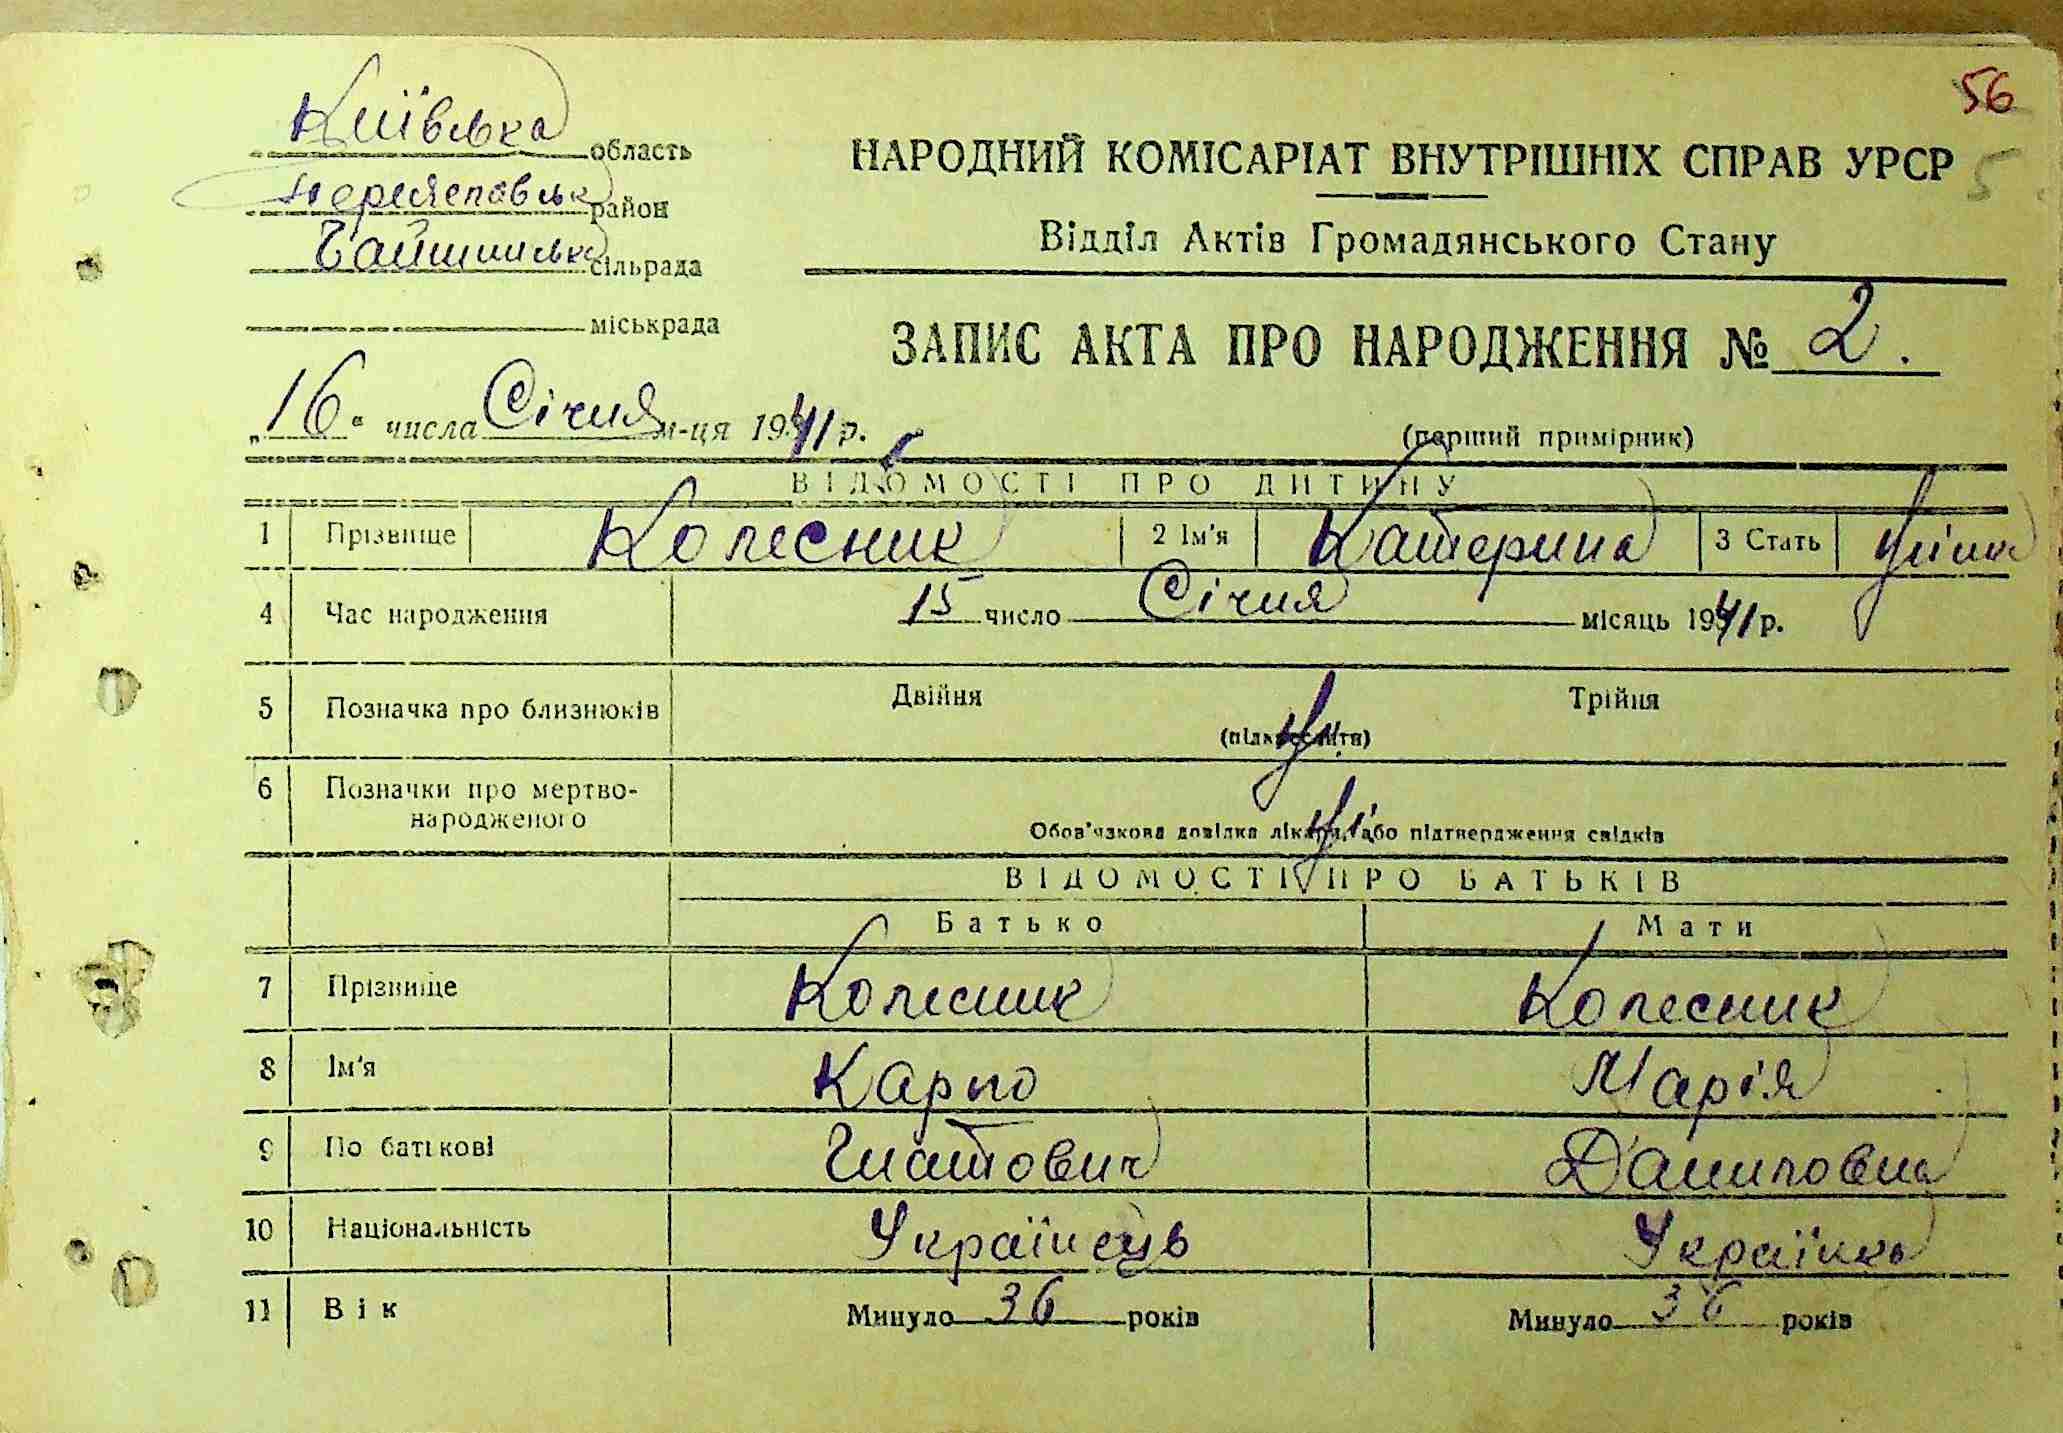 56
Київська область
Переяславськ район
Чайшинська сільрада
міськрада
НАРОДНИЙ КОМІСАРІАТ ВНУТРІШНІХ СПРАВ УРСР
5
Відділ Актів Громадянського Стану
ЗАПИС АКТА ПРО НАРОДЖЕННЯ № 2.
„16“ числа Січня м-ця 1941 р.
(перший примірник)
ВІДОМОСТІ ПРО ДИТИНУ
1 Прізвище Колесник 2 Ім'я Катерина 3 Стать
4 Час народження 15 число Січня місяць 1941 р.
5 Позначка про близнюків Двійня Трійня
(підкреслити)
6 Позначки про мертво-
народженого
Обов'язкова довідка лікаря, або підтвердження свідків
ВІДОМОСТІ ПРО БАТЬКІВ
Батько Мати
7 Прізвище Колесник Колесник
8 Ім'я Карпо Марія
9 По батькові Гнатович Даниловна
10 Національність Українець Українка
11 Вік Минуло 36 років Минуло 36 років